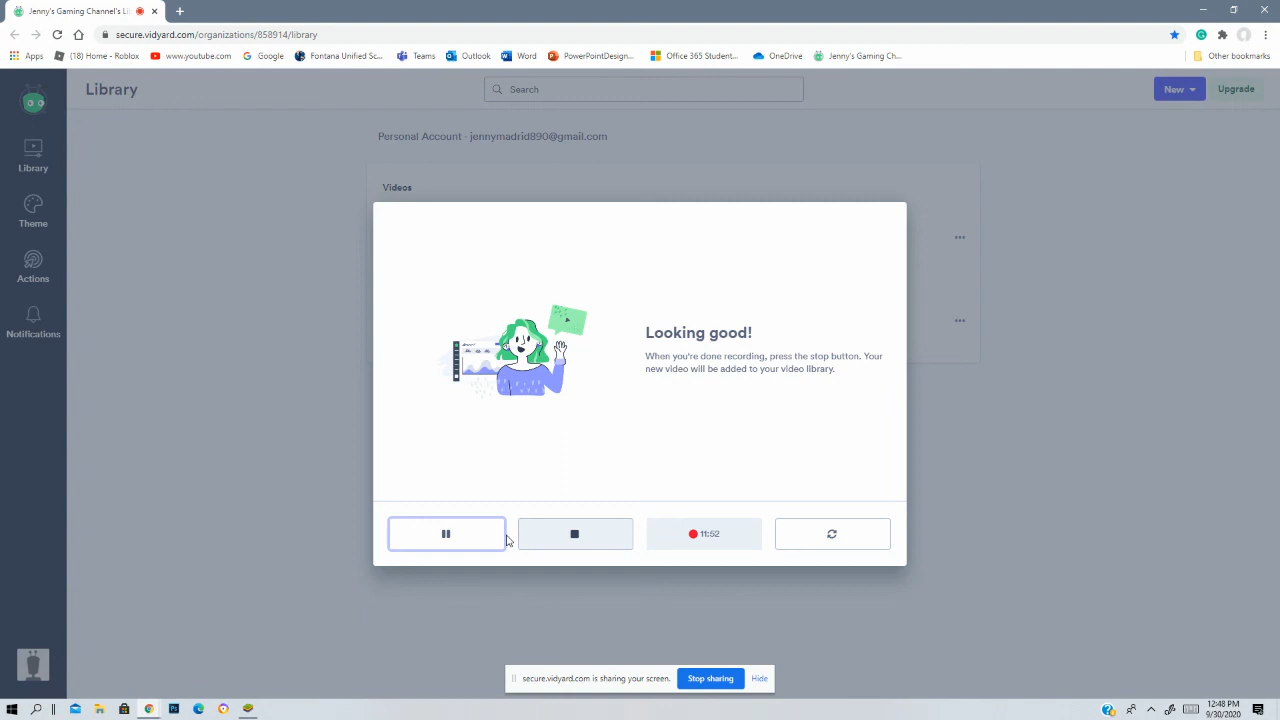 Jenny's Gaming Channel's Li
secure.vidyard.com/organizations/858914/library
Apps
(18) Home - Roblox
www.youtube.com
Google
Fontana Unified Sc...
Teams
Outlook
Word
PowerPointDesign...
Office 365 Student...
OneDrive
Jenny's Gaming Ch...
Other bookmarks
Library
Search
New
Upgrade
Personal Account - jennymadrid890@gmail.com
Library
Videos
Theme
Actions
Notifications
Looking good!
When you're done recording, press the stop button. Your
new video will be added to your video library.
11:52
secure.vidyard.com is sharing your screen.
Stop sharing
Hide
12:48 PM
9/30/2020